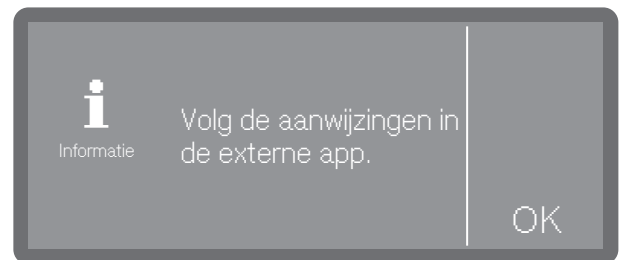 Informatie
Volg de aanwijzingen in
de externe app.
OK